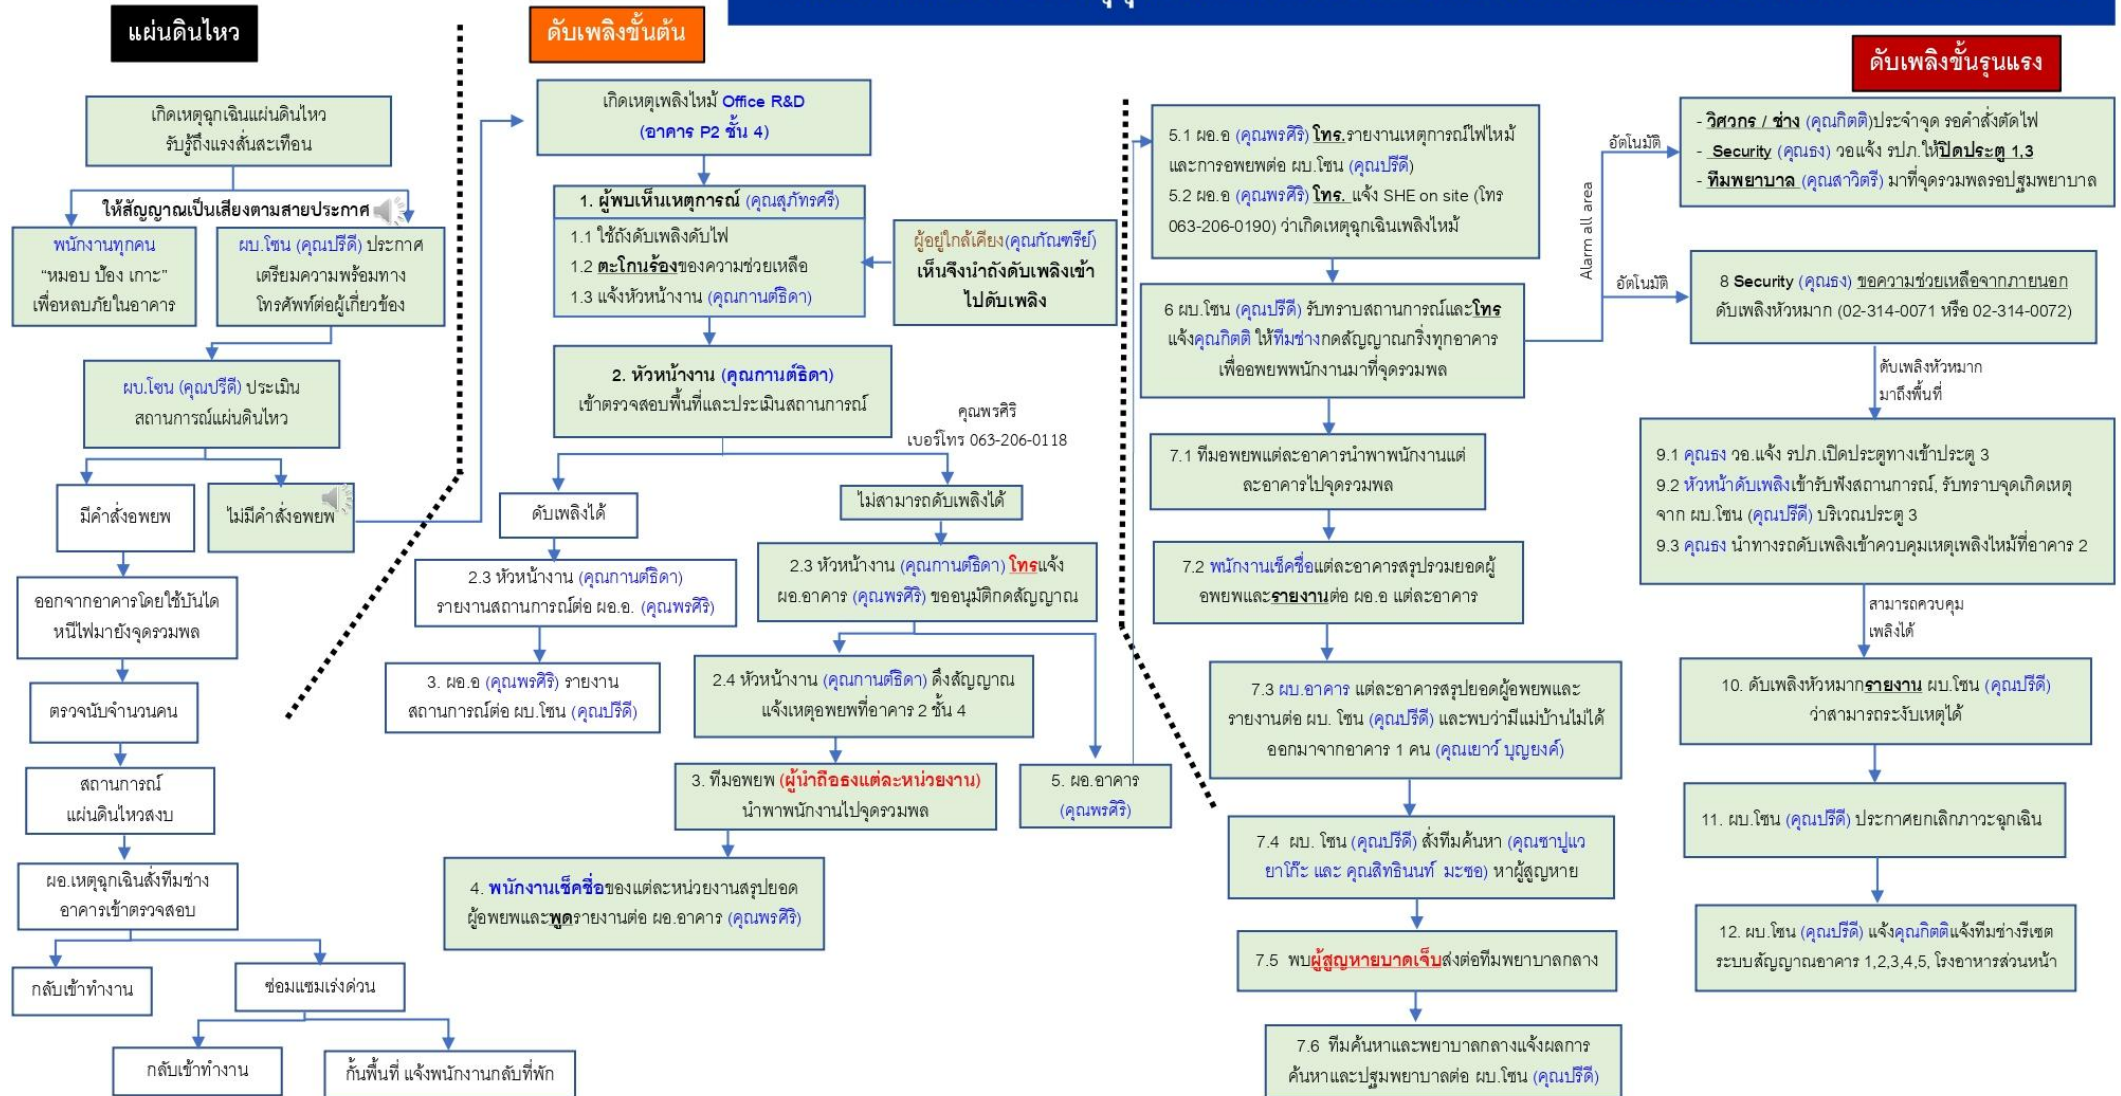 แผ่นดินไหว
เกิดเหตุฉุกเฉินแผ่นดินไหว
รับรู้ถึงแรงสั่นสะเทือน
ให้สัญญาณเป็นเสียงตามสายประกาศ
พนักงานทุกคน
“หมอบ ป้อง เกาะ”
เพื่อหลบภัยในอาคาร
ผบ.โซน (คุณปรีดี) ประกาศ
เตรียมความพร้อมทาง
โทรศัพท์ต่อผู้เกี่ยวข้อง
ผบ.โซน (คุณปรีดี) ประเมิน
สถานการณ์แผ่นดินไหว
มีคำสั่งอพยพ
ไม่มีคำสั่งอพยพ
ออกจากอาคารโดยใช้บันได
หนีไฟมายังจุดรวมพล
ตรวจนับจำนวนคน
สถานการณ์
แผ่นดินไหวสงบ
ผอ.เหตุฉุกเฉินสั่งทีมช่าง
อาคารเข้าตรวจสอบ
กลับเข้าทำงาน
ซ่อมแซมเร่งด่วน
กลับเข้าทำงาน
กั้นพื้นที่ แจ้งพนักงานกลับที่พัก
ดับเพลิงขั้นต้น
เกิดเหตุเพลิงไหม้ Office R&D
(อาคาร P2 ชั้น 4)
1. ผู้พบเห็นเหตุการณ์ (คุณสุภัทรศรี)
1.1 ใช้ถังดับเพลิงดับไฟ
1.2 ตะโกนร้องของความช่วยเหลือ
1.3 แจ้งหัวหน้างาน (คุณกานต์ธิดา)
ผู้อยู่ใกล้เคียง(คุณกัณฑรีย์)
เห็นจึงนำถังดับเพลิงเข้า
ไปดับเพลิง
2. หัวหน้างาน (คุณกานต์ธิดา)
เข้าตรวจสอบพื้นที่และประเมินสถานการณ์
คุณพรศิริ
เบอร์โทร 063-206-0118
ดับเพลิงได้
ไม่สามารถดับเพลิงได้
2.3 หัวหน้างาน (คุณกานต์ธิดา)
รายงานสถานการณ์ต่อ ผอ.อ. (คุณพรศิริ)
3. ผอ.อ (คุณพรศิริ) รายงาน
สถานการณ์ต่อ ผบ.โซน (คุณปรีดี)
2.3 หัวหน้างาน (คุณกานต์ธิดา) โทรแจ้ง
ผอ.อาคาร (คุณพรศิริ) ขออนุมัติกดสัญญาณ
2.4 หัวหน้างาน (คุณกานต์ธิดา) ดึงสัญญาณ
แจ้งเหตุอพยพที่อาคาร 2 ชั้น 4
3. ทีมอพยพ (ผู้นำถือธงแต่ละหน่วยงาน)
นำพาพนักงานไปจุดรวมพล
5. ผอ.อาคาร
(คุณพรศิริ)
4. พนักงานเช็คชื่อของแต่ละหน่วยงานสรุปยอด
ผู้อพยพและพูดรายงานต่อ ผอ.อาคาร (คุณพรศิริ)
ดับเพลิงขั้นรุนแรง
5.1 ผอ.อ (คุณพรศิริ) โทร.รายงานเหตุการณ์ไฟไหม้
และการอพยพต่อ ผบ.โซน (คุณปรีดี)
5.2 ผอ.อ (คุณพรศิริ) โทร. แจ้ง SHE on site (โทร
063-206-0190) ว่าเกิดเหตุฉุกเฉินเพลิงไหม้
6 ผบ.โซน (คุณปรีดี) รับทราบสถานการณ์และโทร
แจ้งคุณกิตติ ให้ทีมช่างกดสัญญาณกริ่งทุกอาคาร
เพื่ออพยพพนักงานมาที่จุดรวมพล
7.1 ทีมอพยพแต่ละอาคารนำพาพนักงานแต่
ละอาคารไปจุดรวมพล
7.2 พนักงานเช็คชื่อแต่ละอาคารสรุปรวมยอดผู้
อพยพและรายงานต่อ ผอ.อ แต่ละอาคาร
7.3 ผบ.อาคาร แต่ละอาคารสรุปยอดผู้อพยพและ
รายงานต่อ ผบ. โซน (คุณปรีดี) และพบว่ามีแม่บ้านไม่ได้
ออกมาจากอาคาร 1 คน (คุณเยาว์ บุญยงค์)
7.4 ผบ. โซน (คุณปรีดี) สั่งทีมค้นหา (คุณซาปูแว
ยาโก๊ะ และ คุณสิทธินนท์ มะซอ) หาผู้สูญหาย
7.5 พบผู้สูญหายบาดเจ็บส่งต่อทีมพยาบาลกลาง
7.6 ทีมค้นหาและพยาบาลกลางแจ้งผลการ
ค้นหาและปฐมพยาบาลต่อ ผบ.โซน (คุณปรีดี)
Alarm all area
อัตโนมัติ
อัตโนมัติ
- วิศวกร / ช่าง (คุณกิตติ)ประจำจุด รอคำสั่งตัดไฟ
- Security (คุณธง) วอแจ้ง รปภ.ให้ปิดประตู 1,3
- ทีมพยาบาล (คุณสาวิตรี) มาที่จุดรวมพลรอปฐมพยาบาล
8 Security (คุณธง) ขอความช่วยเหลือจากภายนอก
ดับเพลิงหัวหมาก (02-314-0071 หรือ 02-314-0072)
ดับเพลิงหัวหมาก
มาถึงพื้นที่
9.1 คุณธง วอ.แจ้ง รปภ.เปิดประตูทางเข้าประตู 3
9.2 หัวหน้าดับเพลิงเข้ารับฟังสถานการณ์, รับทราบจุดเกิดเหตุ
จาก ผบ.โซน (คุณปรีดี) บริเวณประตู 3
9.3 คุณธง นำทางรถดับเพลิงเข้าควบคุมเหตุเพลิงไหม้ที่อาคาร 2
สามารถควบคุม
เพลิงได้
10. ดับเพลิงหัวหมากรายงาน ผบ.โซน (คุณปรีดี)
ว่าสามารถระงับเหตุได้
11. ผบ.โซน (คุณปรีดี) ประกาศยกเลิกภาวะฉุกเฉิน
12. ผบ.โซน (คุณปรีดี) แจ้งคุณกิตติแจ้งทีมช่างรีเซต
ระบบสัญญาณอาคาร 1,2,3,4,5, โรงอาหารส่วนหน้า